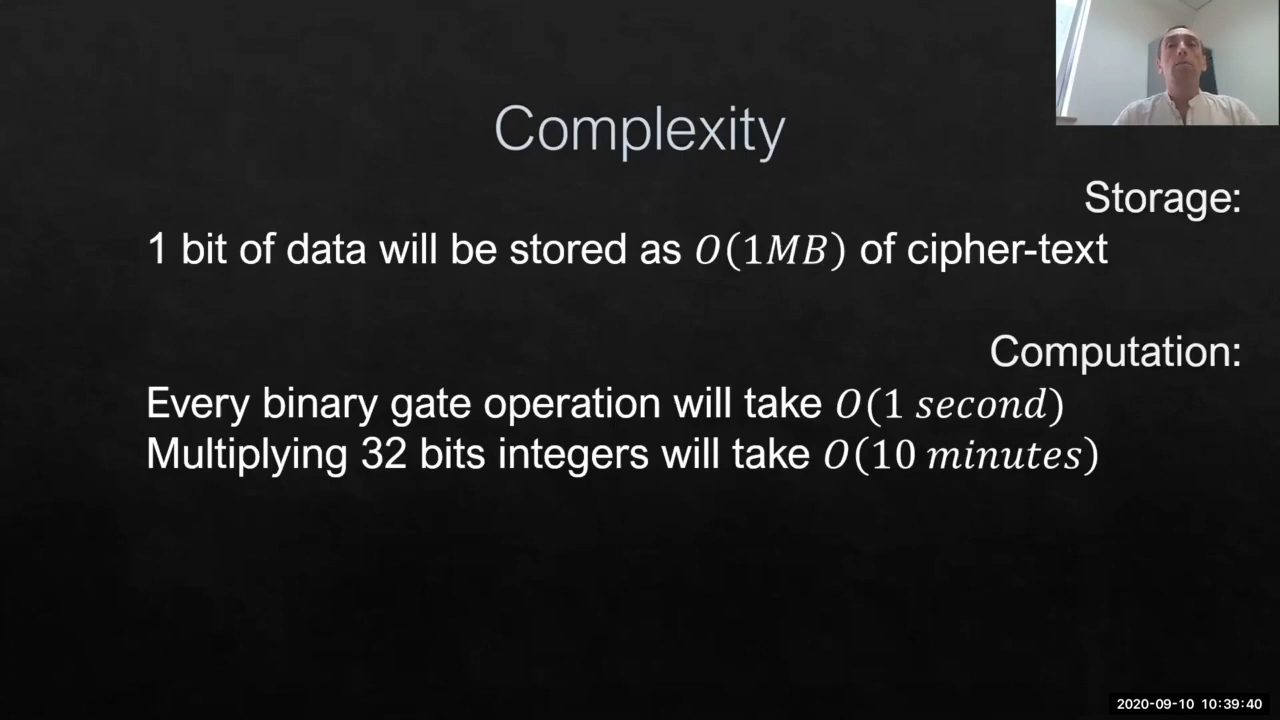 Complexity
Storage:
1 bit of data will be stored as O(1MB) of cipher-text
Computation:
Every binary gate operation will take O(1 second)
Multiplying 32 bits integers will take O(10 minutes)
2020-09-10 10:39:40